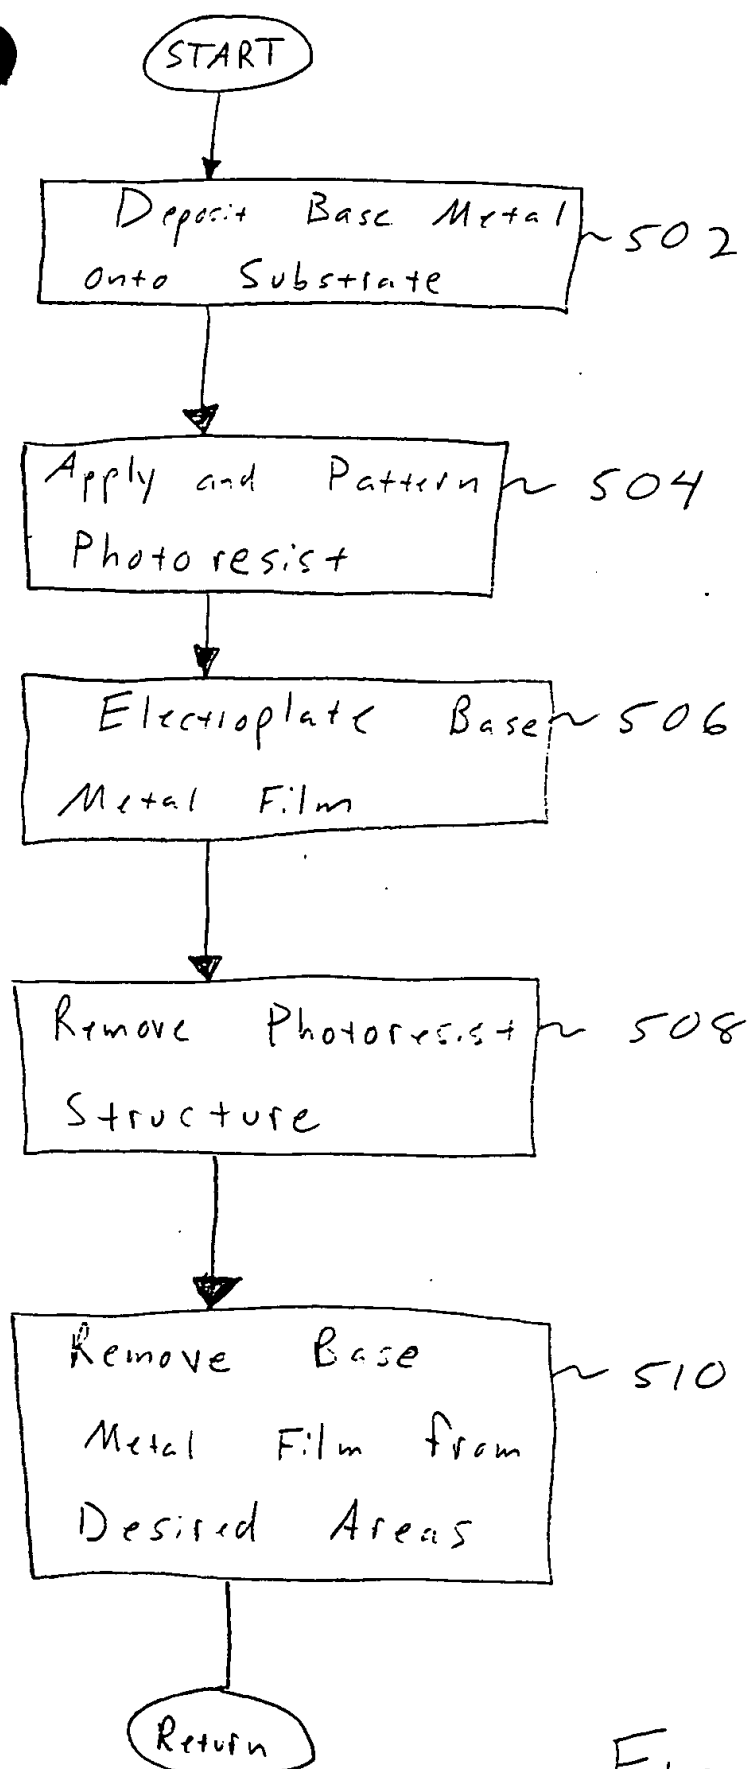 START
Deposit Base Metal
onto Substrate
502
Apply and Pattern
Photoresist
504
Electroplate Base
Metal Film
506
Remove Photoresist
Structure
508
Remove Base
Metal Film from
Desired Areas
510
Return